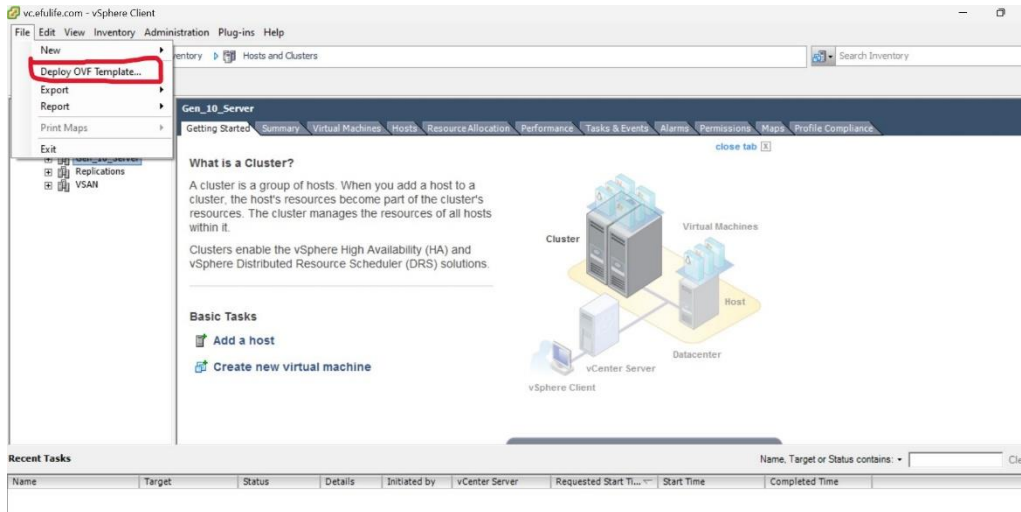 vc.efulife.com - vSphere Client
File Edit View Inventory Administration Plug-ins Help
New
Deploy OVF Template...
Export
Report
Print Maps
Exit
entory Hosts and Clusters
Search Inventory
Gen_10_Server
Replications
VSAN
Gen_10_Server
Getting Started Summary Virtual Machines Hosts Resource Allocation Performance Tasks & Events Alarms Permissions Maps Profile Compliance
close tab X
What is a Cluster?
A cluster is a group of hosts. When you add a host to a
cluster, the host's resources become part of the cluster's
resources. The cluster manages the resources of all hosts
within it.
Clusters enable the vSphere High Availability (HA) and
vSphere Distributed Resource Scheduler (DRS) solutions.
Basic Tasks
Add a host
Create new virtual machine
Cluster
Virtual Machines
Host
Datacenter
vCenter Server
vSphere Client
Recent Tasks
Name, Target or Status contains:
Cle
Name Target Status Details Initiated by vCenter Server Requested Start Ti... Start Time Completed Time